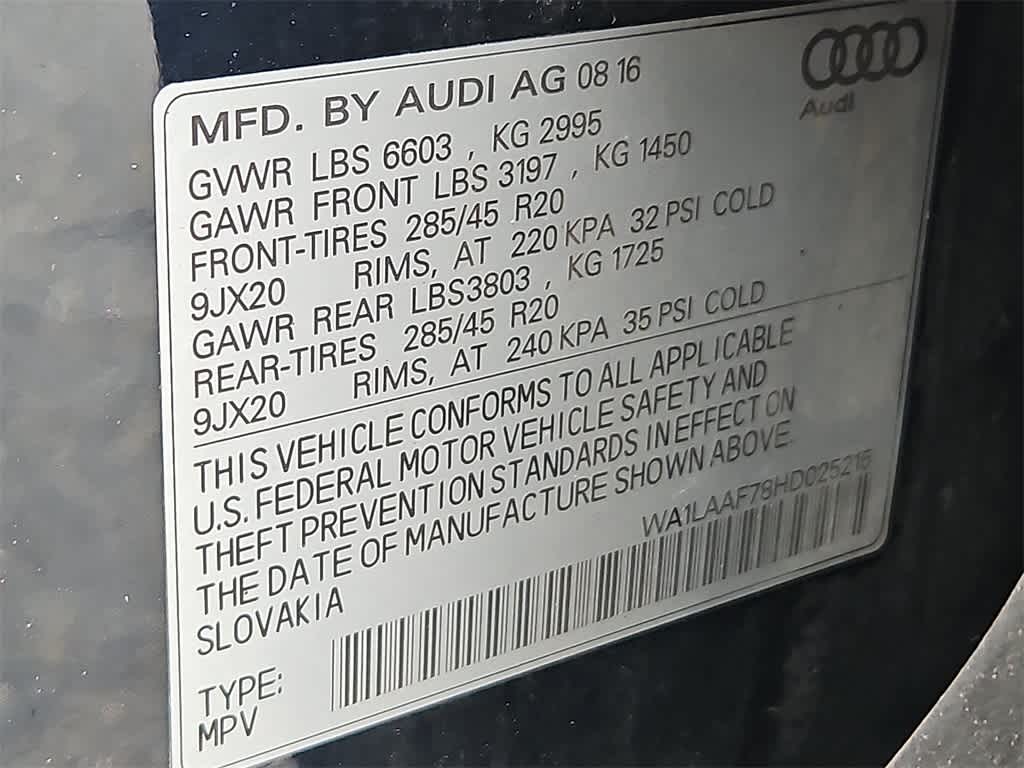 MFD. BY AUDI AG 08 16
Audi
GVWR LBS 6603 , KG 2995
GAWR FRONT LBS 3197 , KG 1450
FRONT-TIRES 285/45 R20
9JX20 RIMS, AT 220 KPA 32 PSI COLD
GAWR REAR LBS3803 , KG 1725
REAR-TIRES 285/45 R20
9JX20 RIMS, AT 240 KPA 35 PSI COLD
THIS VEHICLE CONFORMS TO ALL APPLICABLE
U.S. FEDERAL MOTOR VEHICLE SAFETY AND
THEFT PREVENTION STANDARDS IN EFFECT ON
THE DATE OF MANUFACTURE SHOWN ABOVE.
SLOVAKIA
WA1LAAF78HD025215
TYPE:
MPV